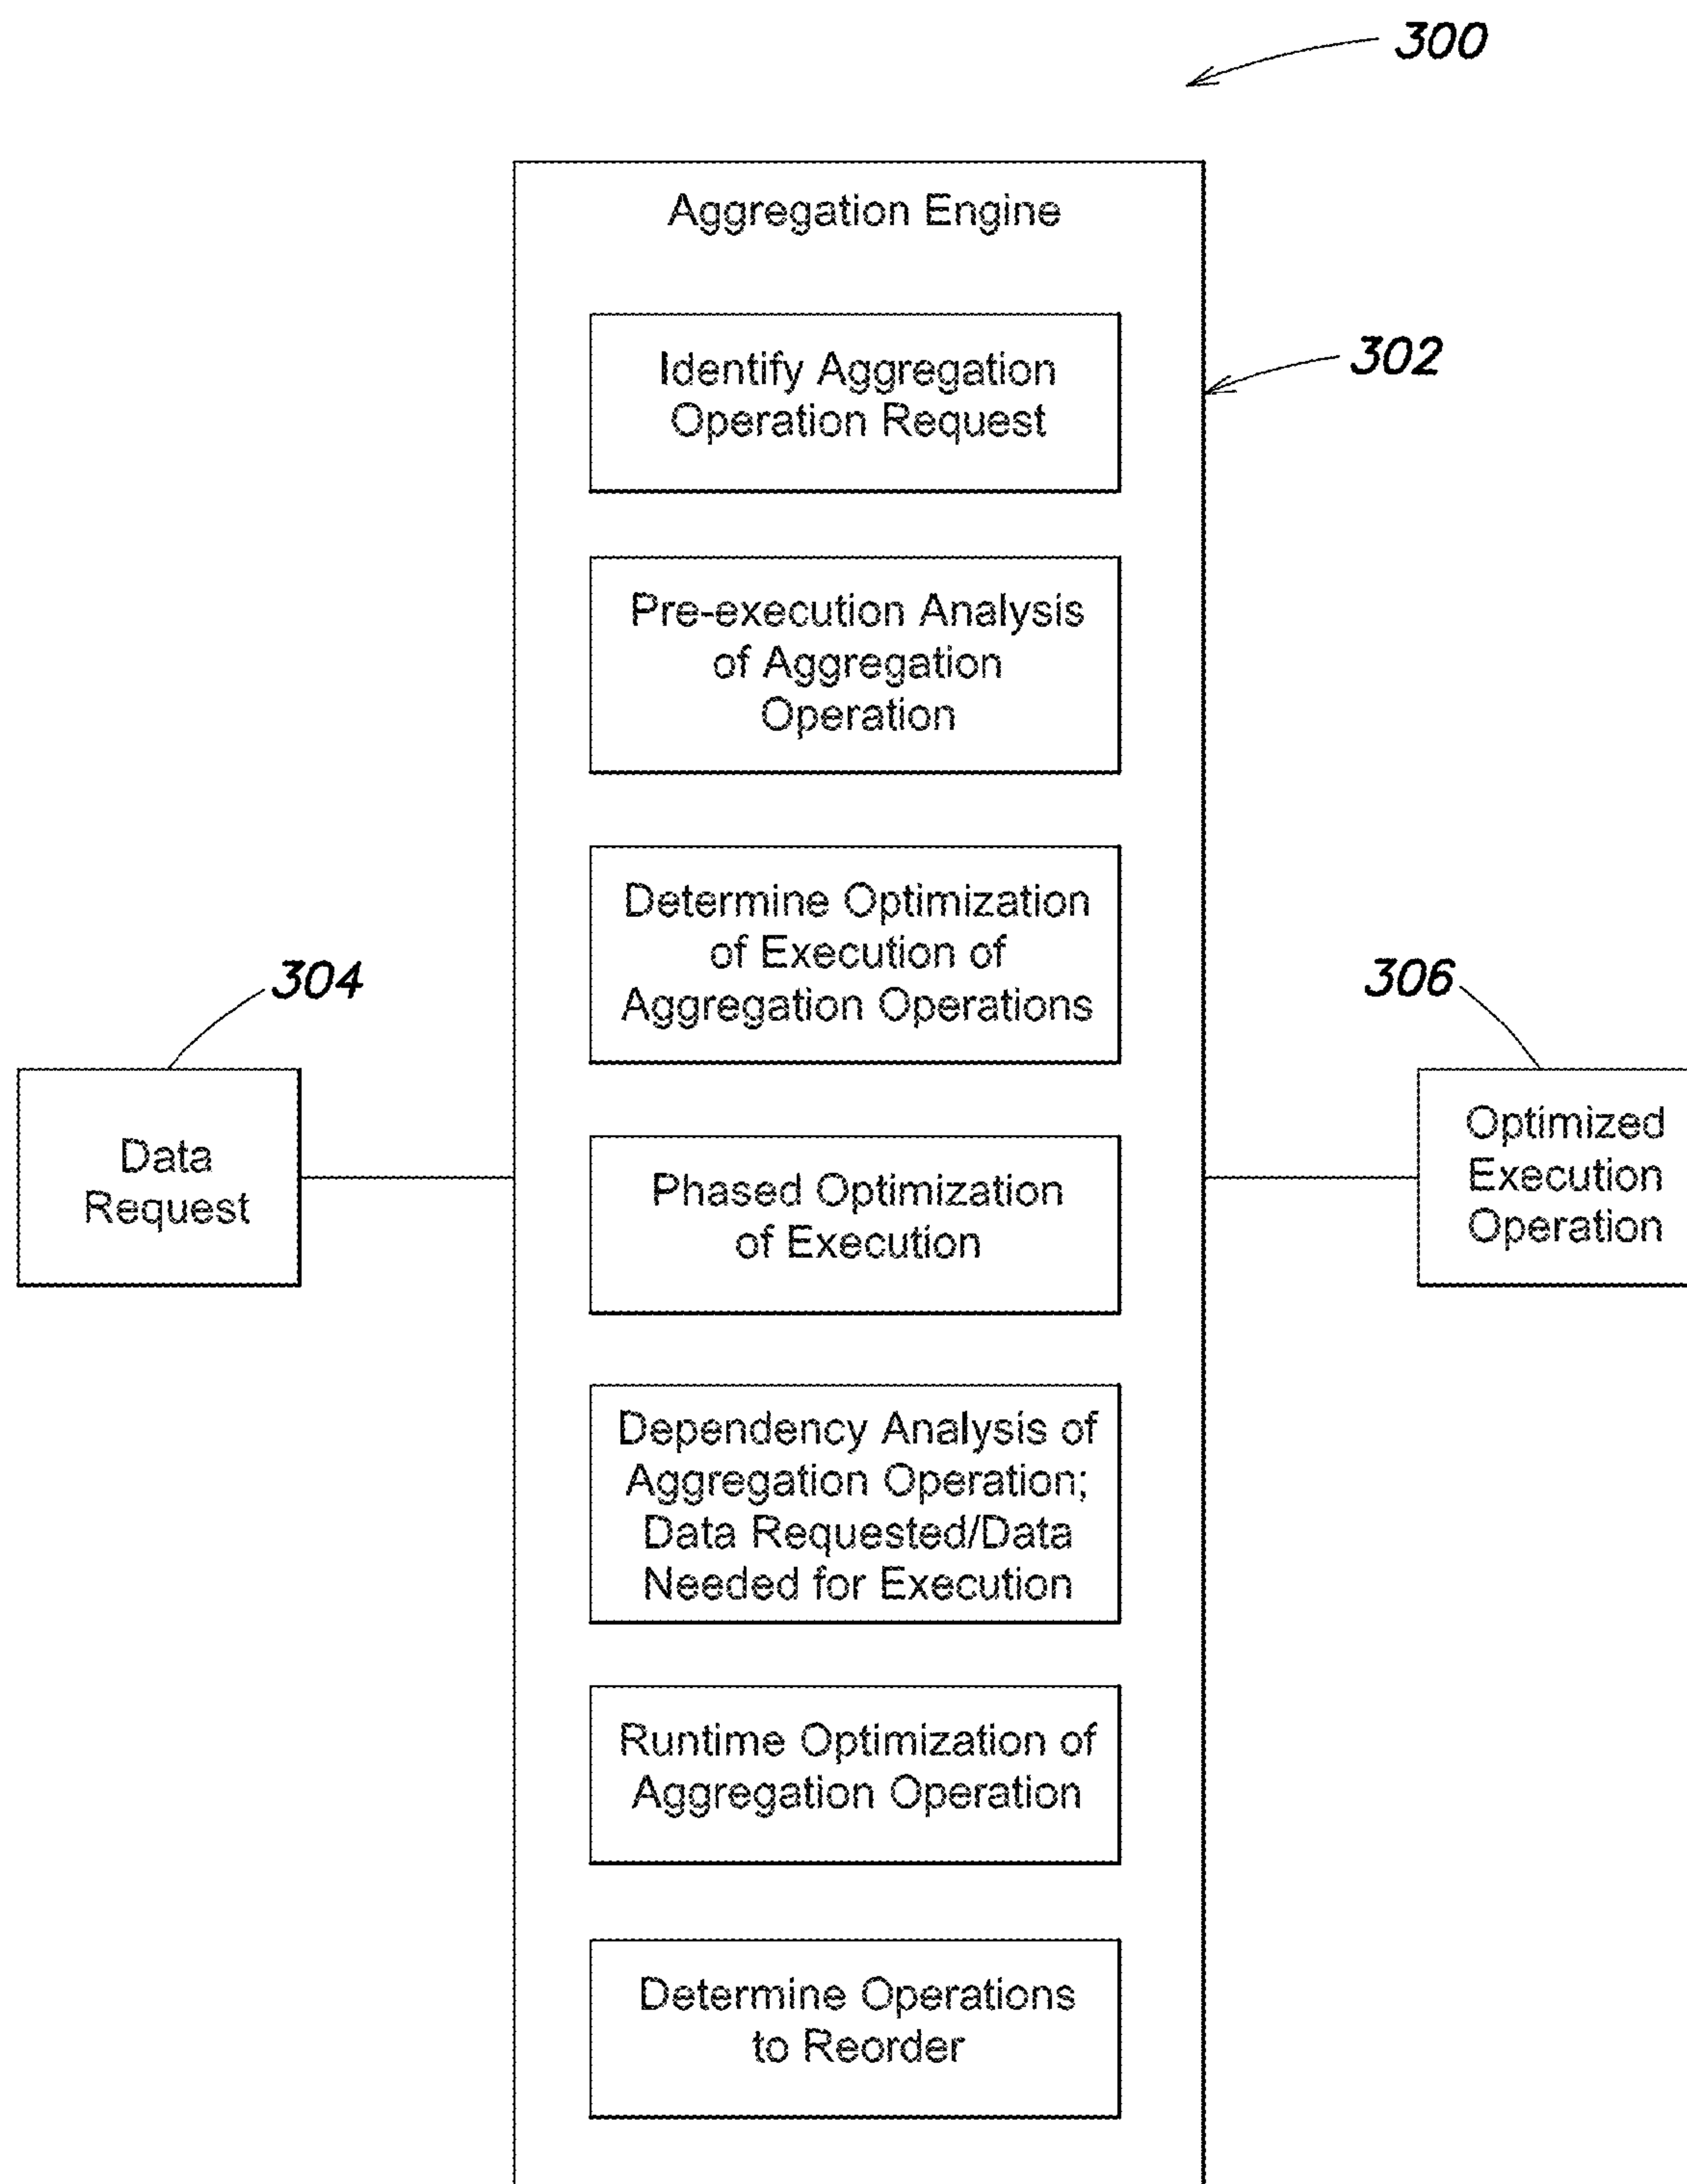 300
Aggregation Engine
Identify Aggregation
Operation Request
302
Pre-execution Analysis
of Aggregation
Operation
Determine Optimization
of Execution of
Aggregation Operations
304
Data
Request
306
Optimized
Execution
Operation
Phased Optimization
of Execution
Dependency Analysis of
Aggregation Operation;
Data Requested/Data
Needed for Execution
Runtime Optimization of
Aggregation Operation
Determine Operations
to Reorder